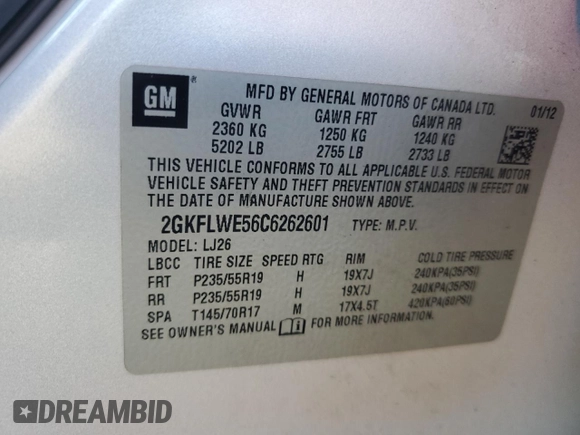 GM
MFD BY GENERAL MOTORS OF CANADA LTD. 01/12
GVWR GAWR FRT GAWR RR
2360 KG 1250 KG 1240 KG
5202 LB 2755 LB 2733 LB
THIS VEHICLE CONFORMS TO ALL APPLICABLE U.S. FEDERAL MOTOR
VEHICLE SAFETY AND THEFT PREVENTION STANDARDS IN EFFECT ON
THE DATE OF MANUFACTURE SHOWN ABOVE.
2GKFLWE56C6262601 TYPE: M.P.V.
MODEL: LJ26
LBCC TIRE SIZE SPEED RTG RIM COLD TIRE PRESSURE
FRT P235/55R19 H 19X7J 240KPA(35PSI)
RR P235/55R19 H 19X7J 240KPA(35PSI)
SPA T145/70R17 M 17X4.5T 420KPA(60PSI)
SEE OWNER'S MANUAL FOR MORE INFORMATION.
DREAMBID